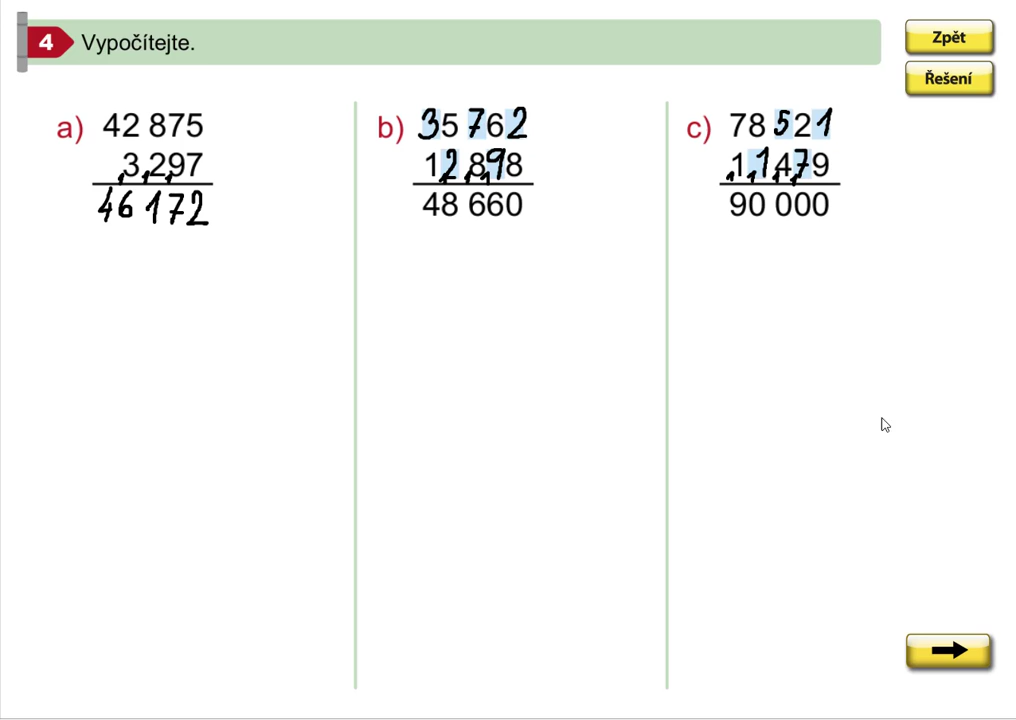 4 Vypočítejte.
Zpět
Řešení
a) 42 875
3 297
46 172
b) 35 762
12 898
48 660
c) 78 521
11 479
90 000